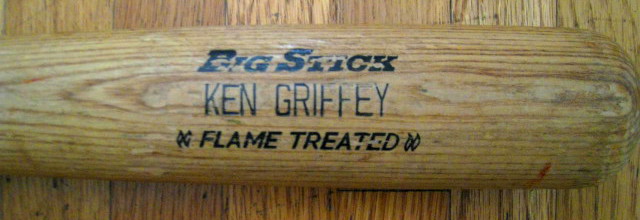 BIG STICK
KEN GRIFFEY
FLAME TREATED